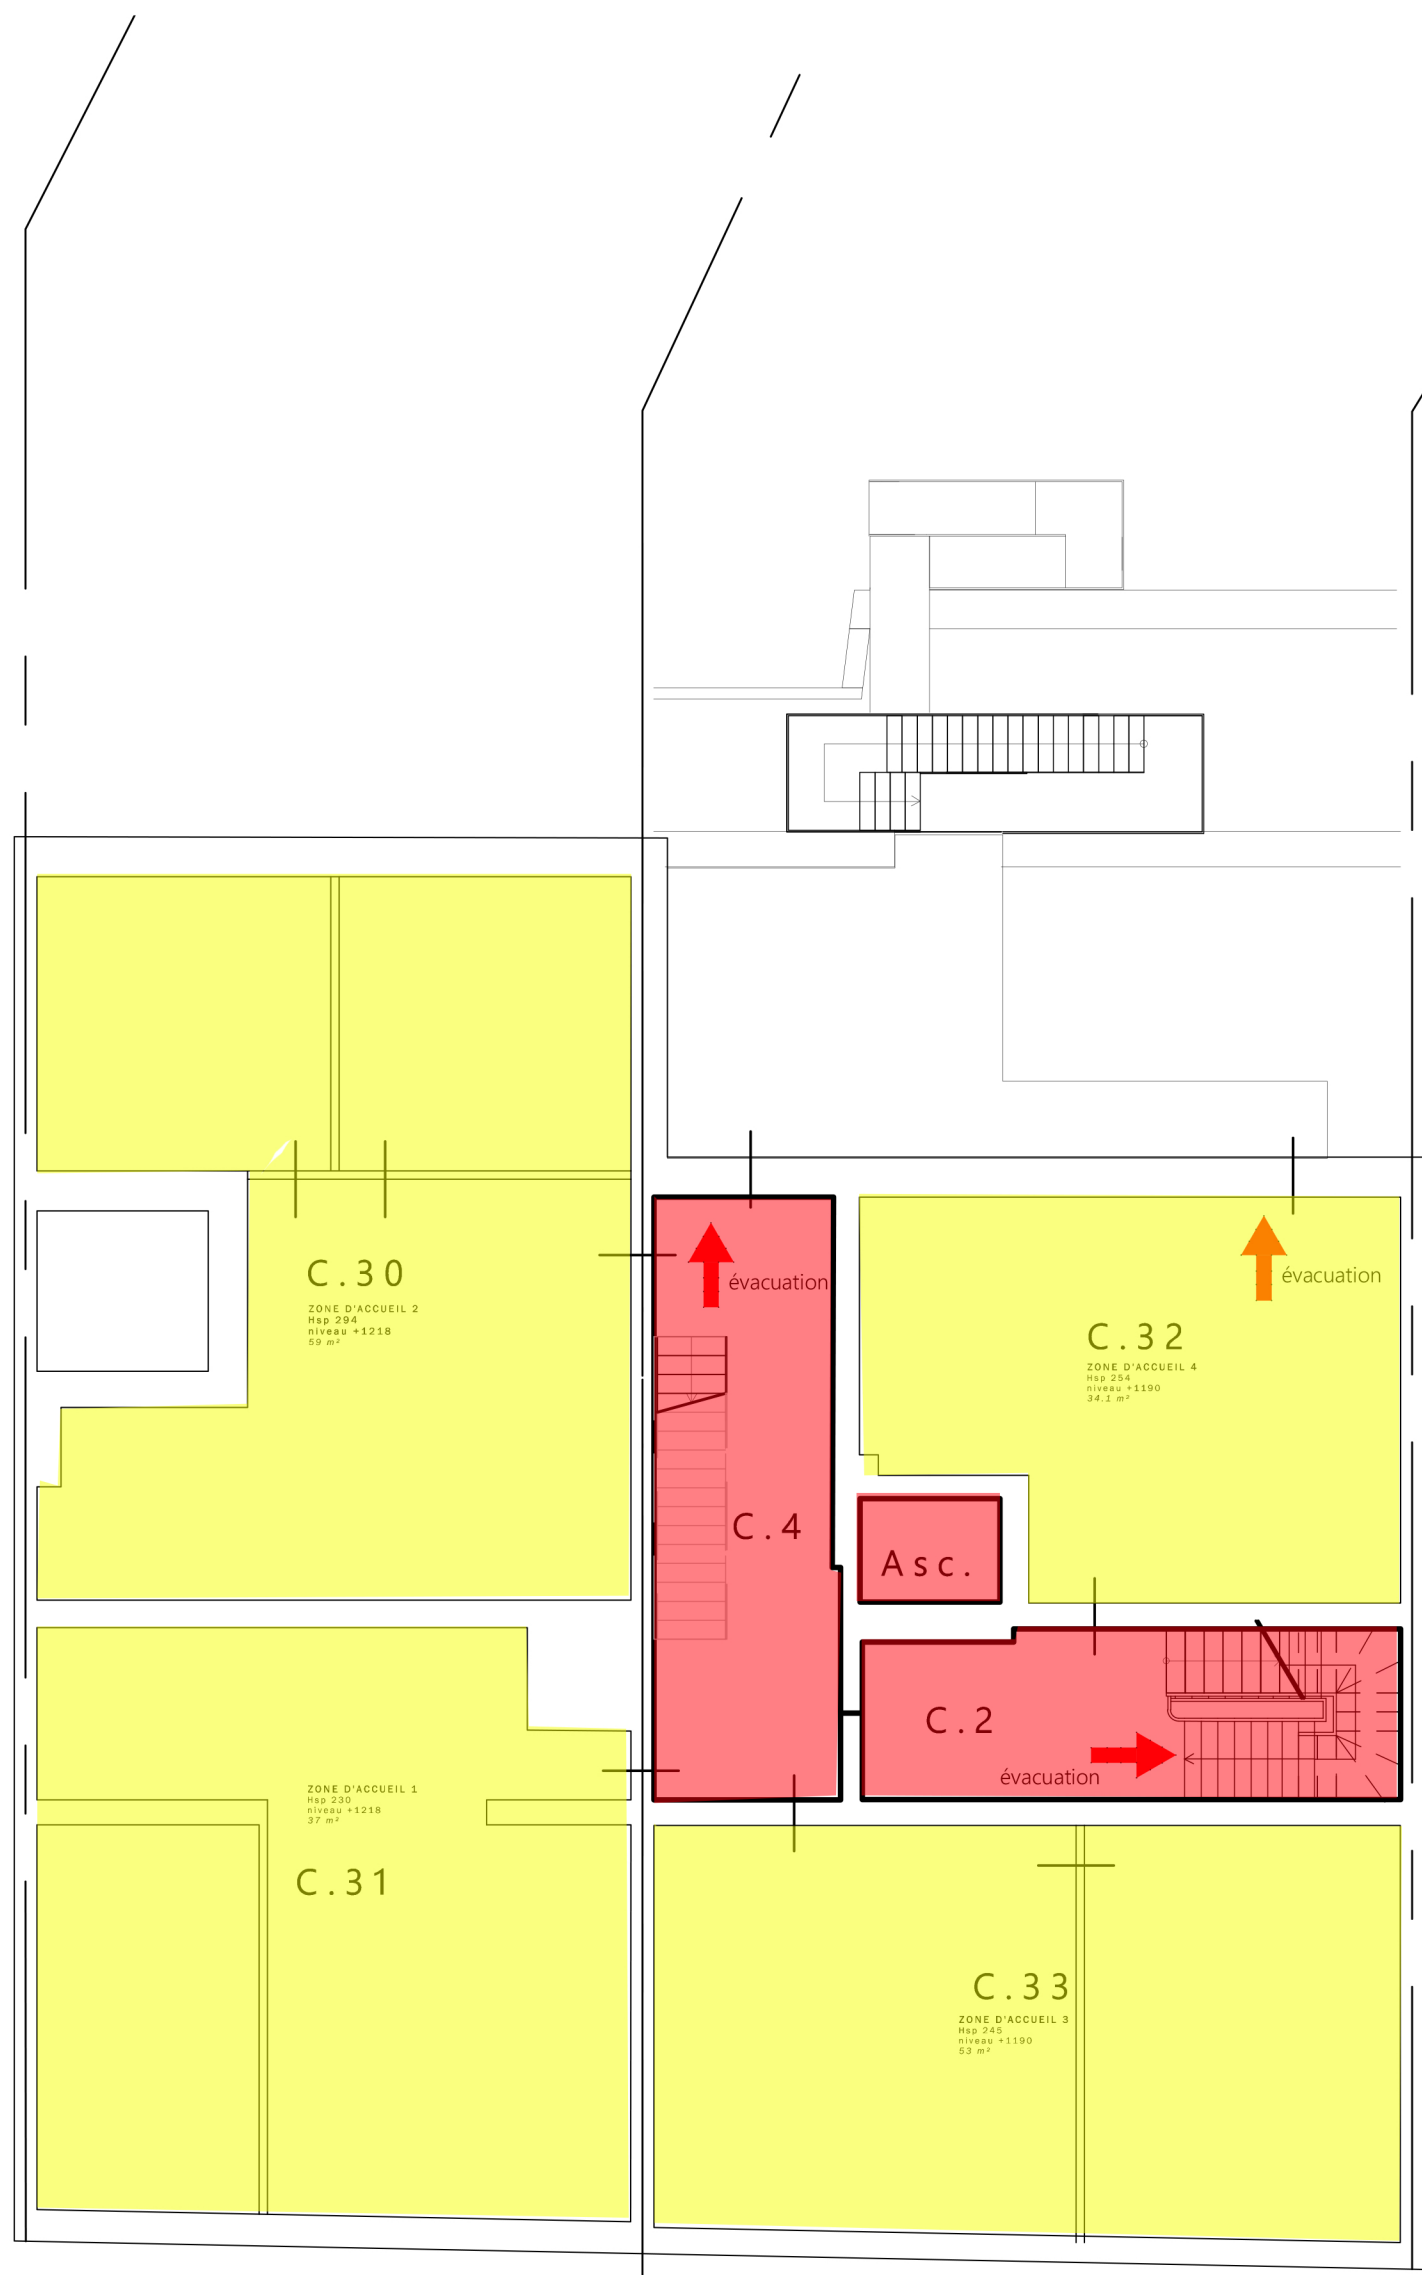 C.30
ZONE D'ACCUEIL 2
Hsp 294
niveau +1218
59 m²
évacuation
évacuation
C.32
ZONE D'ACCUEIL 4
Hsp 254
niveau +1190
34.1 m²
C.4
Asc.
C.2
évacuation
ZONE D'ACCUEIL 1
Hsp 230
niveau +1218
37 m²
C.31
C.33
ZONE D'ACCUEIL 3
Hsp 245
niveau +1190
53 m²